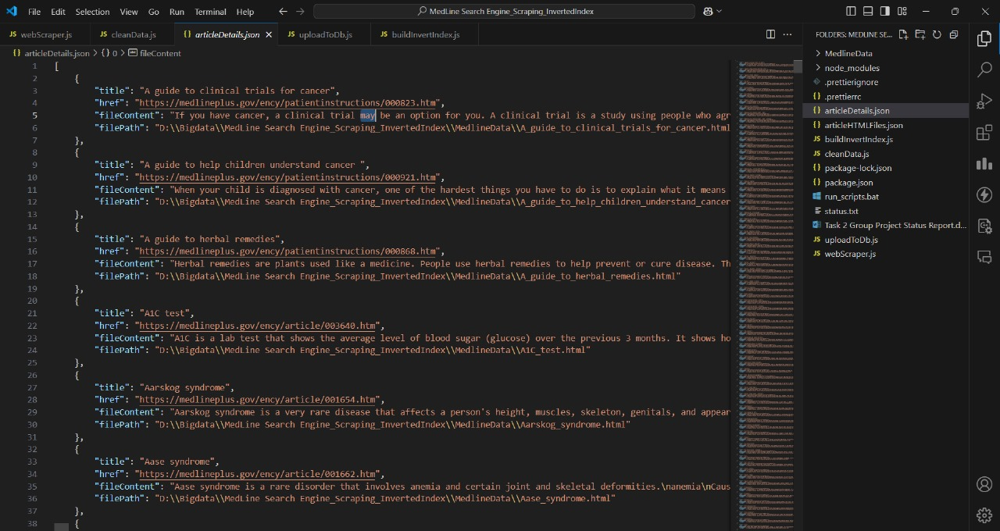 File Edit Selection View Go Run Terminal Help
MedLine Search Engine_Scraping_InvertedIndex
JS webScraper.js
JS cleanData.js
{} articleDetails.json
JS uploadToDb.js
JS buildInvertIndex.js
{} articleDetails.json > {} 0 > fileContent
1 [
2 {
3 "title": "A guide to clinical trials for cancer",
4 "href": "https://medlineplus.gov/ency/patientinstructions/000823.htm",
5 "fileContent": "If you have cancer, a clinical trial may be an option for you. A clinical trial is a study using people who agr
6 "filePath": "D:\\Bigdata\\MedLine Search Engine_Scraping_InvertedIndex\\MedlineData\\A_guide_to_clinical_trials_for_cancer.html
7 },
8 {
9 "title": "A guide to help children understand cancer ",
10 "href": "https://medlineplus.gov/ency/patientinstructions/000921.htm",
11 "fileContent": "When your child is diagnosed with cancer, one of the hardest things you have to do is to explain what it means
12 "filePath": "D:\\Bigdata\\MedLine Search Engine_Scraping_InvertedIndex\\MedlineData\\A_guide_to_help_children_understand_cancer
13 },
14 {
15 "title": "A guide to herbal remedies",
16 "href": "https://medlineplus.gov/ency/patientinstructions/000868.htm",
17 "fileContent": "Herbal remedies are plants used like a medicine. People use herbal remedies to help prevent or cure disease. Th
18 "filePath": "D:\\Bigdata\\MedLine Search Engine_Scraping_InvertedIndex\\MedlineData\\A_guide_to_herbal_remedies.html"
19 },
20 {
21 "title": "A1C test",
22 "href": "https://medlineplus.gov/ency/article/003640.htm",
23 "fileContent": "A1C is a lab test that shows the average level of blood sugar (glucose) over the previous 3 months. It shows ho
24 "filePath": "D:\\Bigdata\\MedLine Search Engine_Scraping_InvertedIndex\\MedlineData\\A1C_test.html"
25 },
26 {
27 "title": "Aarskog syndrome",
28 "href": "https://medlineplus.gov/ency/article/001654.htm",
29 "fileContent": "Aarskog syndrome is a very rare disease that affects a person's height, muscles, skeleton, genitals, and appear
30 "filePath": "D:\\Bigdata\\MedLine Search Engine_Scraping_InvertedIndex\\MedlineData\\Aarskog_syndrome.html"
31 },
32 {
33 "title": "Aase syndrome",
34 "href": "https://medlineplus.gov/ency/article/001662.htm",
35 "fileContent": "Aase syndrome is a rare disorder that involves anemia and certain joint and skeletal deformities.\nanemia\nCaus
36 "filePath": "D:\\Bigdata\\MedLine Search Engine_Scraping_InvertedIndex\\MedlineData\\Aase_syndrome.html"
37 },
38 {
FOLDERS: MEDLINE SE...
> MedlineData
> node_modules
.prettierignore
{} .prettierrc
{} articleDetails.json
{} articleHTMLFiles.json
JS buildInvertIndex.js
JS cleanData.js
{} package-lock.json
{} package.json
run_scripts.bat
status.txt
Task 2 Group Project Status Report.d...
JS uploadToDb.js
JS webScraper.js